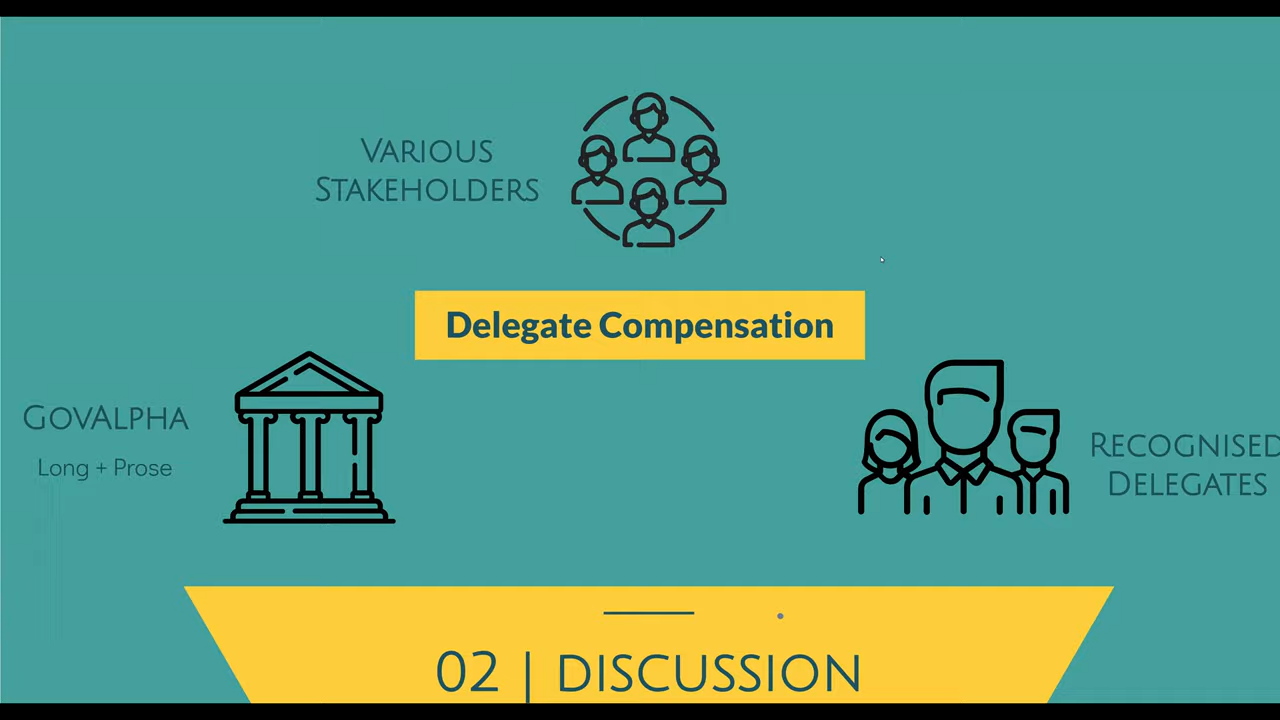 VARIOUS
STAKEHOLDERS
Delegate Compensation
GOVALPHA
Long + Prose
RECOGNISED
DELEGATES
02 | DISCUSSION